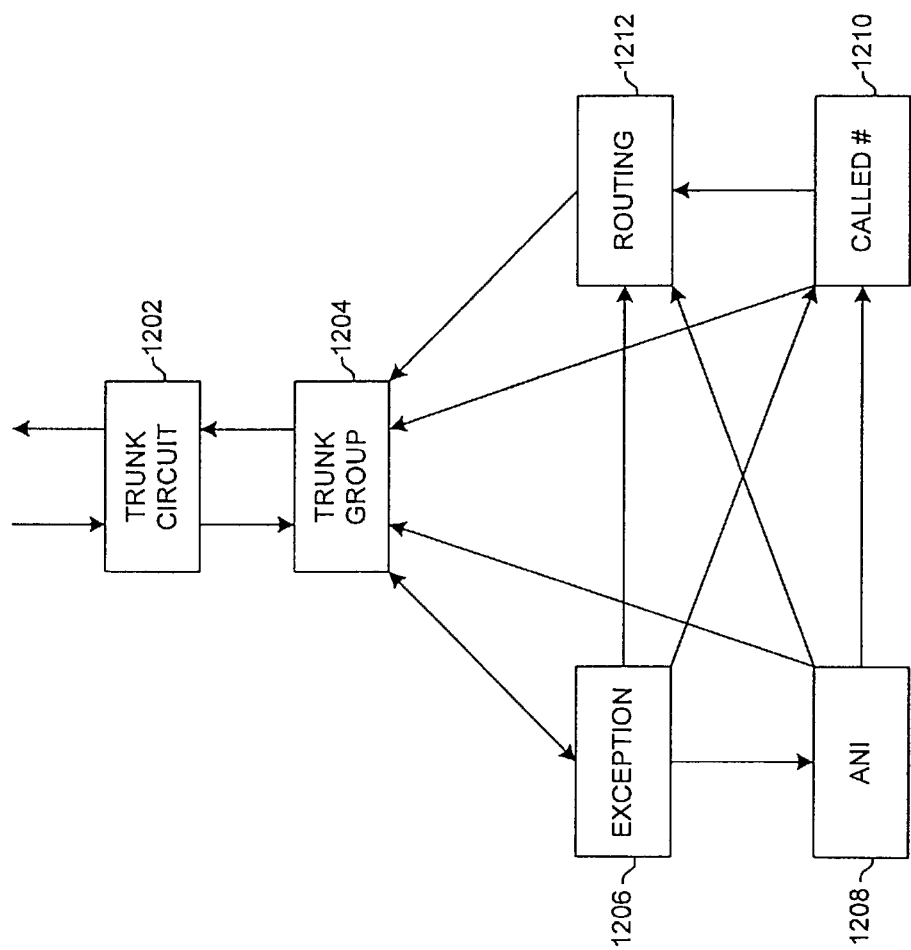 TRUNK
CIRCUIT
1202
TRUNK
GROUP
1204
EXCEPTION
1206
ROUTING
1212
ANI
1208
CALLED #
1210